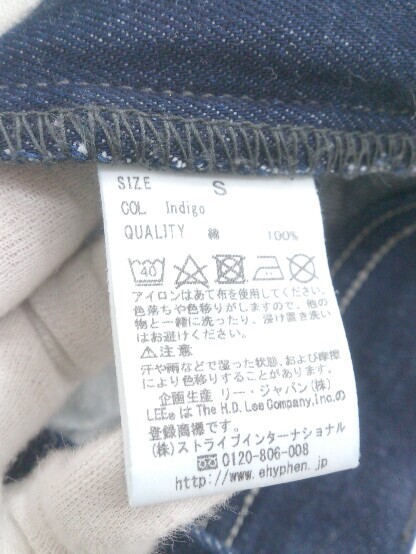 SIZE S
COL Indigo
QUALITY 綿 100%
40
アイロンはあて布を使用してください。
色落ちや色移りがしますので、他の
物と一緒に洗ったり、浸け置き洗い
はお避けください。
⚠注意
汗や雨などで湿った状態、および摩擦
により色移りすることがあります。
企画生産 リー・ジャパン(株)
LEE® は The H.D. Lee Company, Inc.の
登録商標です。
(株)ストライプインターナショナル
0120-806-008
http://www.ehyphen.jp